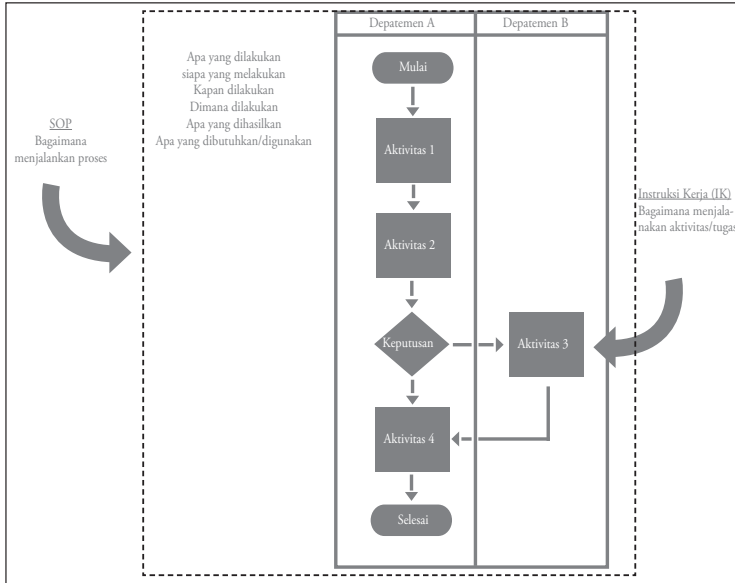 Depatemen A
Depatemen B
Apa yang dilakukan
siapa yang melakukan
Kapan dilakukan
Dimana dilakukan
Apa yang dihasilkan
Apa yang dibutuhkan/digunakan
SOP
Bagaimana
menjalankan proses
Mulai
Aktivitas 1
Aktivitas 2
Keputusan
Aktivitas 3
Aktivitas 4
Selesai
Instruksi Kerja (IK)
Bagaimana menjala-
nakan aktivitas/tugas